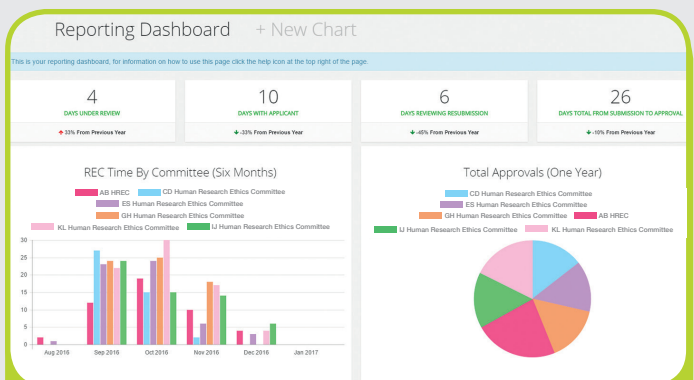 Reporting Dashboard + New Chart
This is your reporting dashboard, for information on how to use this page click the help icon at the top right of the page.
4
DAYS UNDER REVIEW
33% From Previous Year
10
DAYS WITH APPLICANT
-33% From Previous Year
6
DAYS REVIEWING RESUBMISSION
-45% From Previous Year
26
DAYS TOTAL FROM SUBMISSION TO APPROVAL
-10% From Previous Year
REC Time By Committee (Six Months)
AB HREC CD Human Research Ethics Committee
ES Human Research Ethics Committee
GH Human Research Ethics Committee
KL Human Research Ethics Committee IJ Human Research Ethics Committee
30
25
20
15
10
5
0
Aug 2016 Sep 2016 Oct 2016 Nov 2016 Dec 2016 Jan 2017
Total Approvals (One Year)
CD Human Research Ethics Committee
ES Human Research Ethics Committee
GH Human Research Ethics Committee AB HREC
IJ Human Research Ethics Committee KL Human Research Ethics Committee